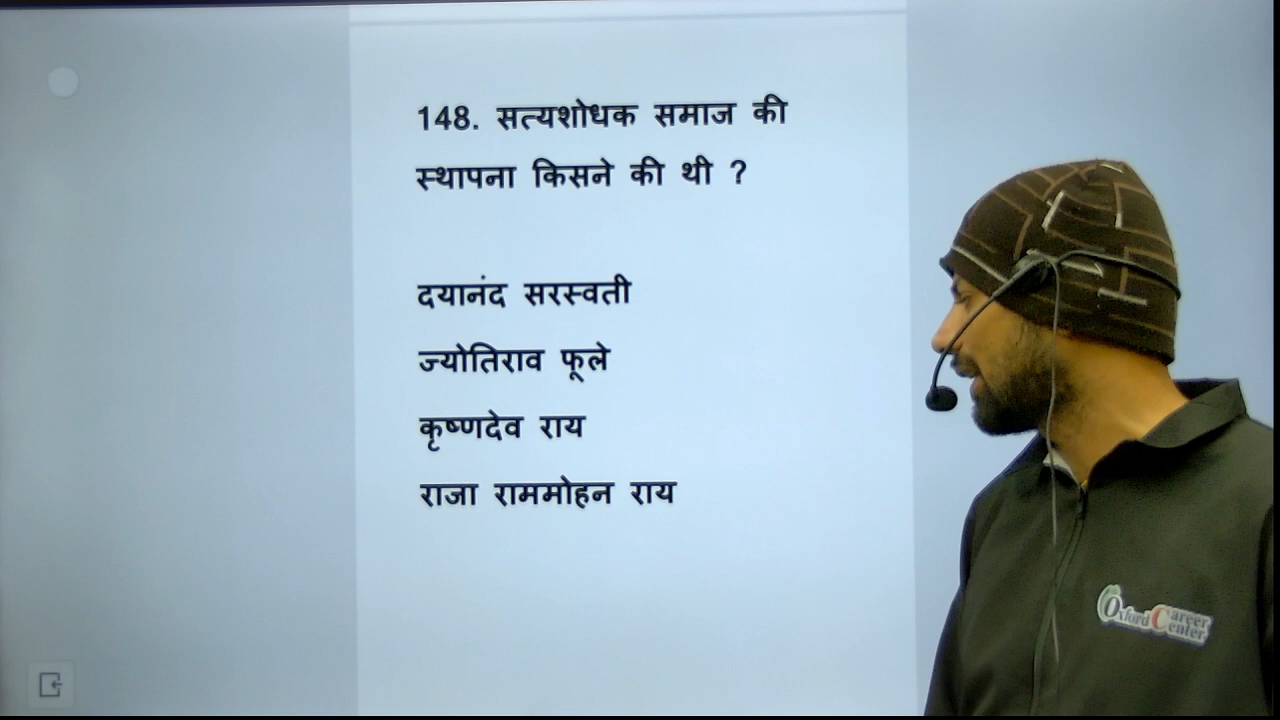 148. सत्यशोधक समाज की
स्थापना किसने की थी ?
दयानंद सरस्वती
ज्योतिराव फूले
कृष्णदेव राय
राजा राममोहन राय
Oxford Career Center